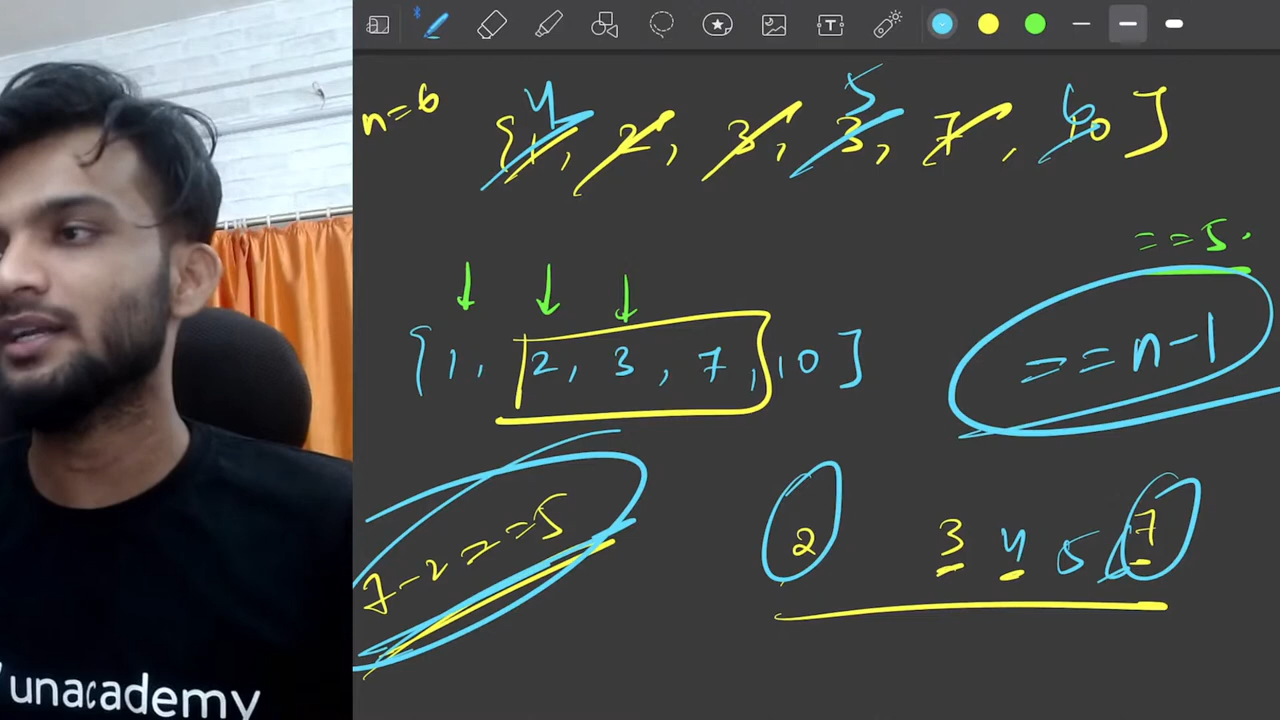 4 5 6
n=6 {1, 2, 3, 3, 7, 10]
==5.
{1, 2, 3, 7, 10]
==n-1
7-2==5
2 3 4 5 6 7
unacademy